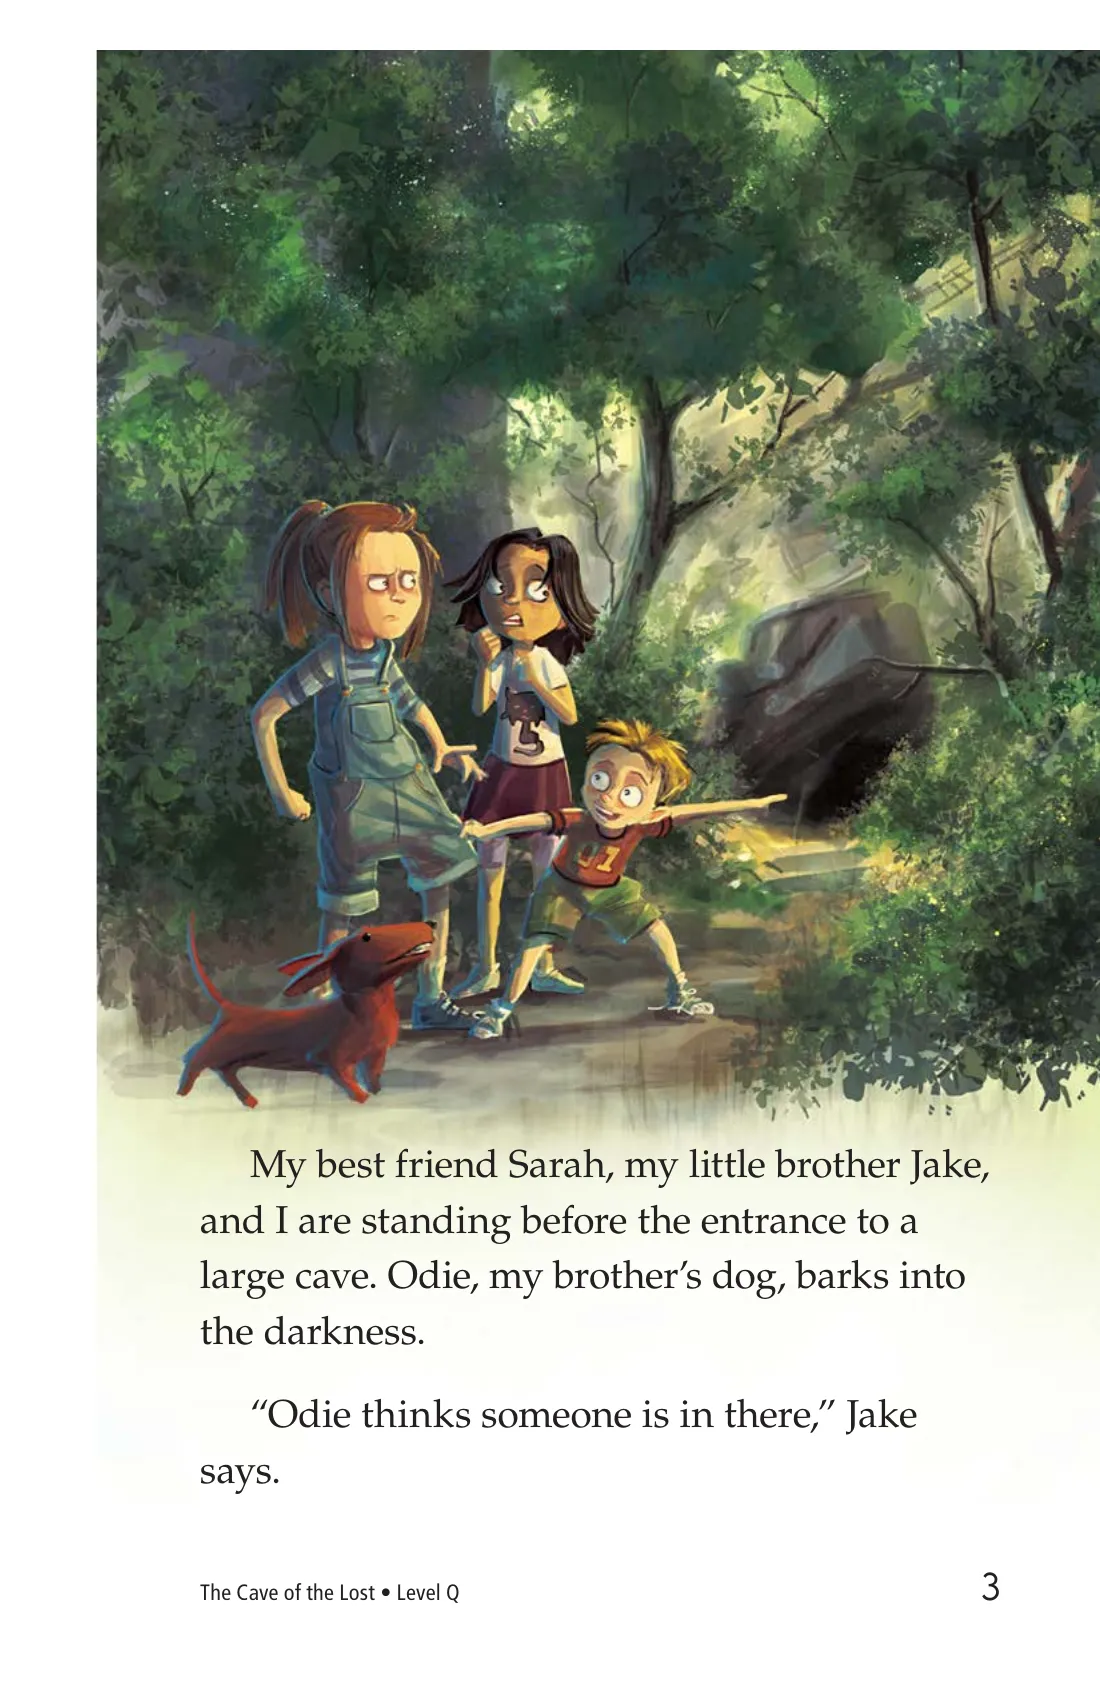 91
My best friend Sarah, my little brother Jake,
and I are standing before the entrance to a
large cave. Odie, my brother’s dog, barks into
the darkness.
“Odie thinks someone is in there,” Jake
says.
The Cave of the Lost • Level Q
3